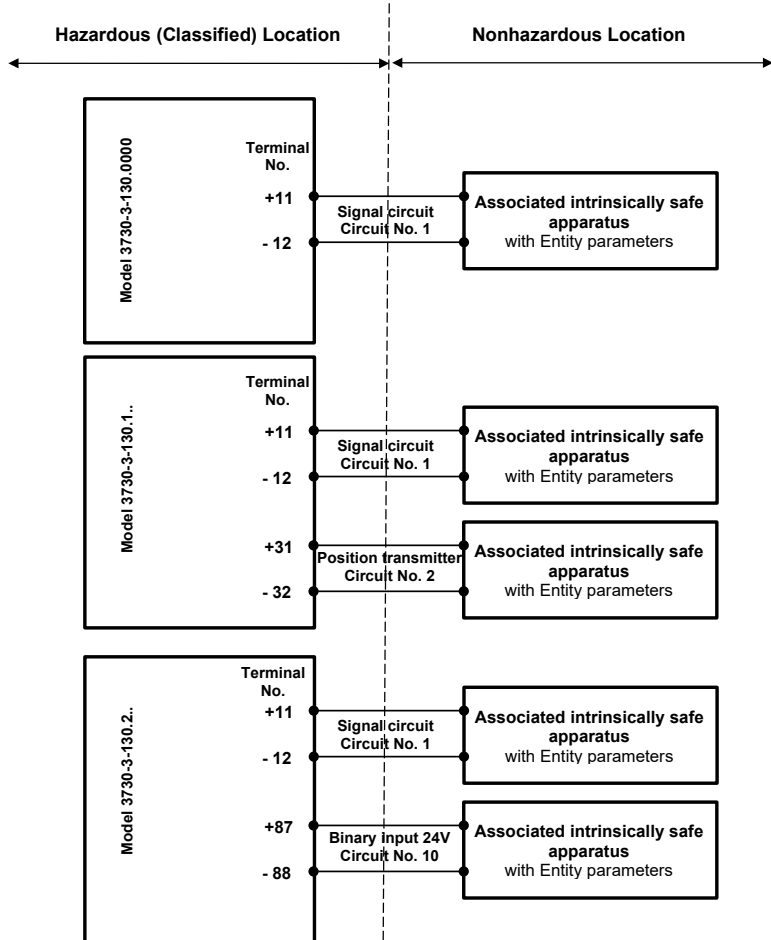 Hazardous (Classified) Location
Nonhazardous Location
Model 3730-3-130.0000
Terminal
No.
+11
- 12
Signal circuit
Circuit No. 1
Associated intrinsically safe
apparatus
with Entity parameters
Model 3730-3-130.1..
Terminal
No.
+11
- 12
Signal circuit
Circuit No. 1
Associated intrinsically safe
apparatus
with Entity parameters
+31
- 32
Position transmitter
Circuit No. 2
Associated intrinsically safe
apparatus
with Entity parameters
Model 3730-3-130.2..
Terminal
No.
+11
- 12
Signal circuit
Circuit No. 1
Associated intrinsically safe
apparatus
with Entity parameters
+87
- 88
Binary input 24V
Circuit No. 10
Associated intrinsically safe
apparatus
with Entity parameters